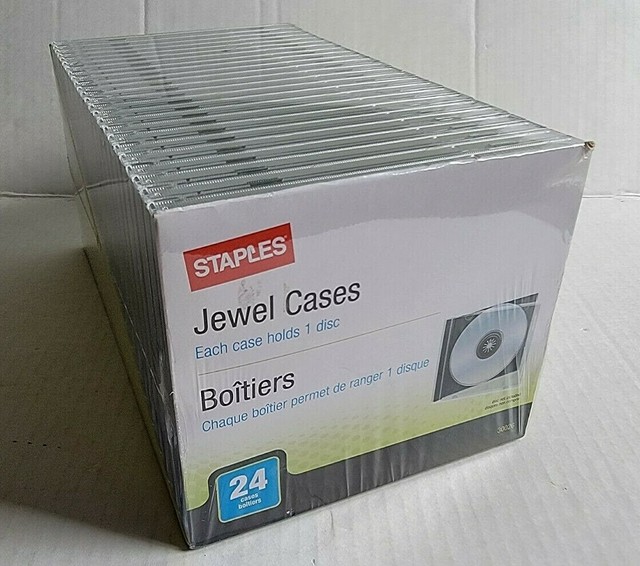 STAPLES
Jewel Cases
Each case holds 1 disc
Boîtiers
Chaque boîtier permet de ranger 1 disque
24
cases
boîtiers